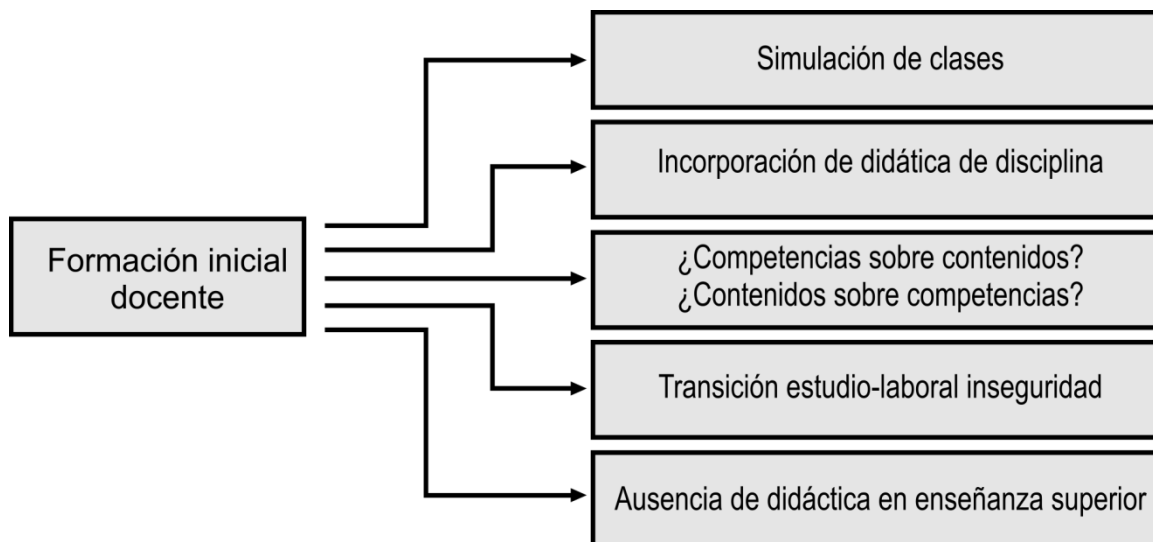 Formación inicial
docente
Simulación de clases
Incorporación de didática de disciplina
¿Competencias sobre contenidos?
¿Contenidos sobre competencias?
Transición estudio-laboral inseguridad
Ausencia de didáctica en enseñanza superior